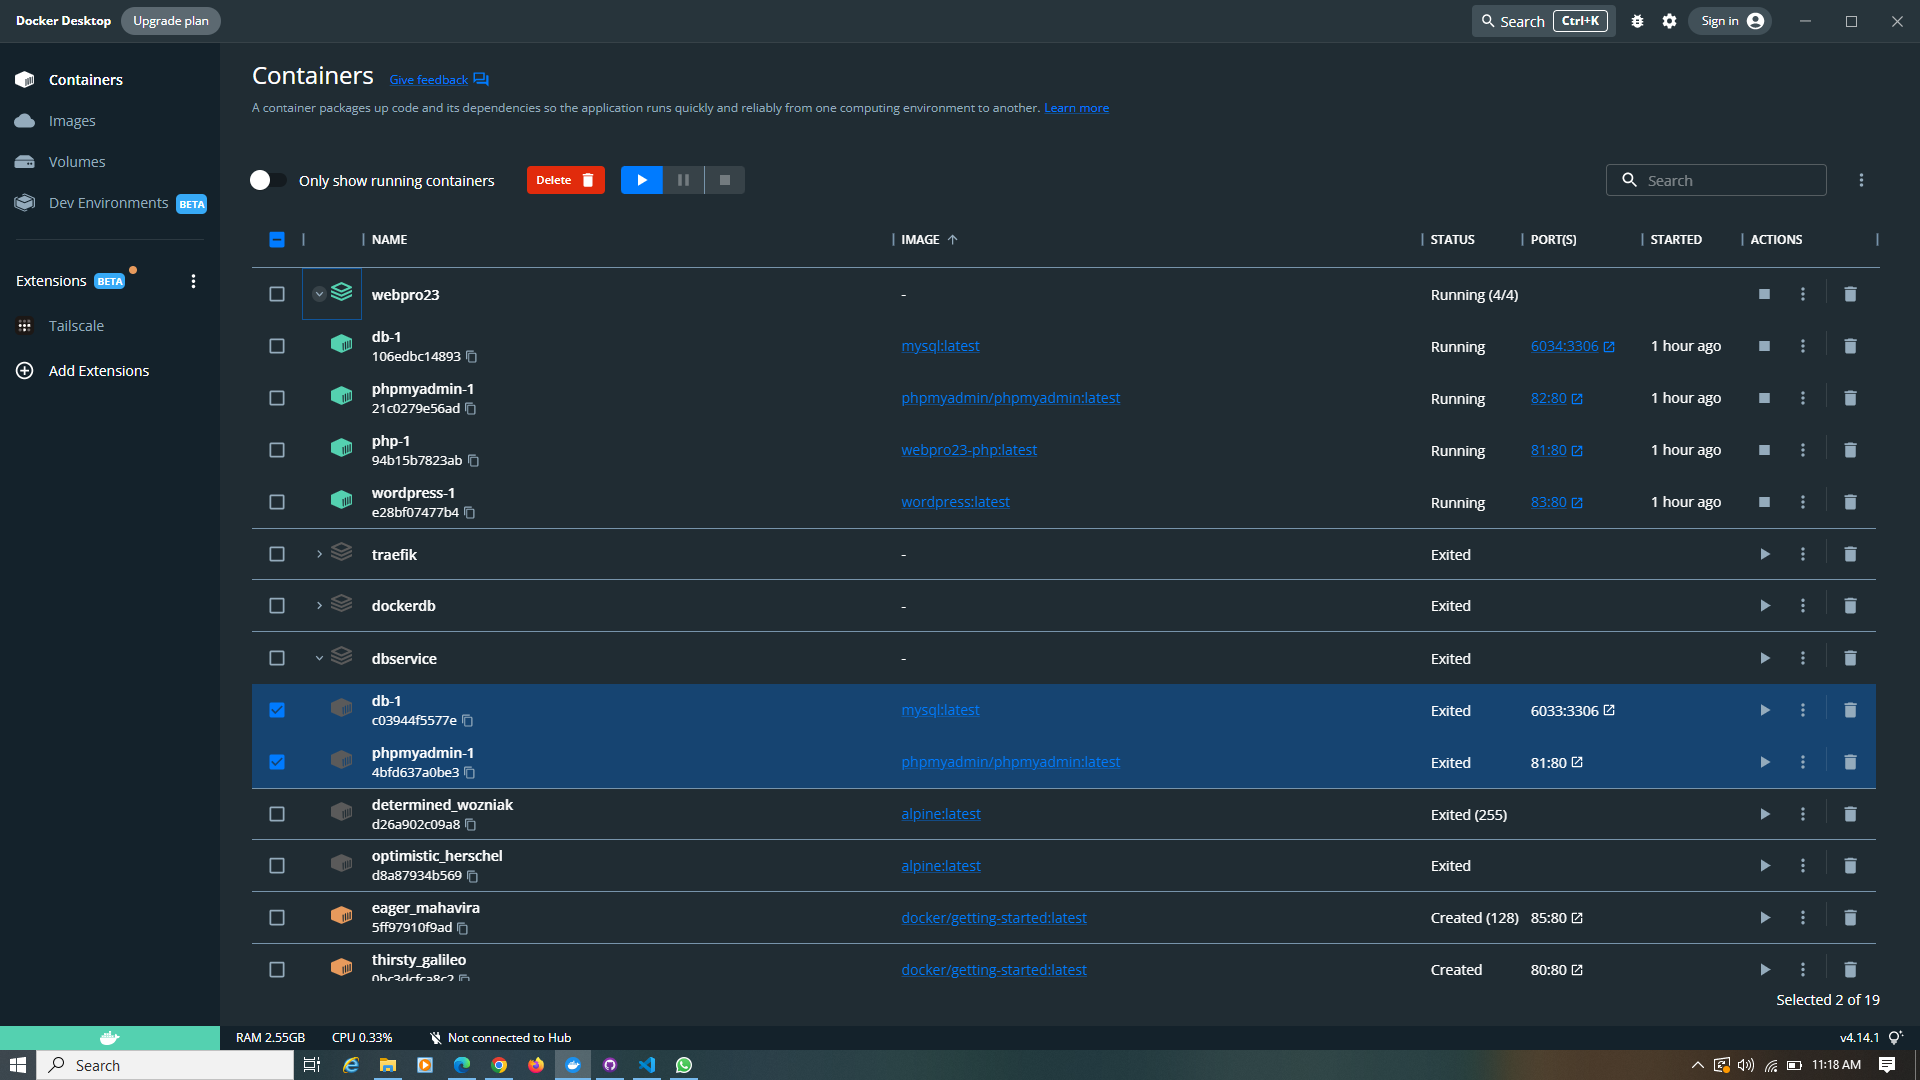 Docker Desktop Upgrade plan Search Ctrl+K Sign in
Containers
Images
Volumes
Dev Environments BETA
Extensions BETA
Tailscale
Add Extensions
Containers Give feedback
A container packages up code and its dependencies so the application runs quickly and reliably from one computing environment to another. Learn more
Only show running containers Delete Search
NAME IMAGE STATUS PORT(S) STARTED ACTIONS
webpro23 - Running (4/4)
db-1
106edbc14893 mysql:latest Running 6034:3306 1 hour ago
phpmyadmin-1
21c0279e56ad phpmyadmin/phpmyadmin:latest Running 82:80 1 hour ago
php-1
94b15b7823ab webpro23-php:latest Running 81:80 1 hour ago
wordpress-1
e28bf07477b4 wordpress:latest Running 83:80 1 hour ago
traefik - Exited
dockerdb - Exited
dbservice - Exited
db-1
c03944f5577e mysql:latest Exited 6033:3306
phpmyadmin-1
4bfd637a0be3 phpmyadmin/phpmyadmin:latest Exited 81:80
determined_wozniak
d26a902c09a8 alpine:latest Exited (255)
optimistic_herschel
d8a87934b569 alpine:latest Exited
eager_mahavira
5ff97910f9ad docker/getting-started:latest Created (128) 85:80
thirsty_galileo
docker/getting-started:latest Created 80:80
Selected 2 of 19
RAM 2.55GB CPU 0.33% Not connected to Hub v4.14.1
Search 11:18 AM